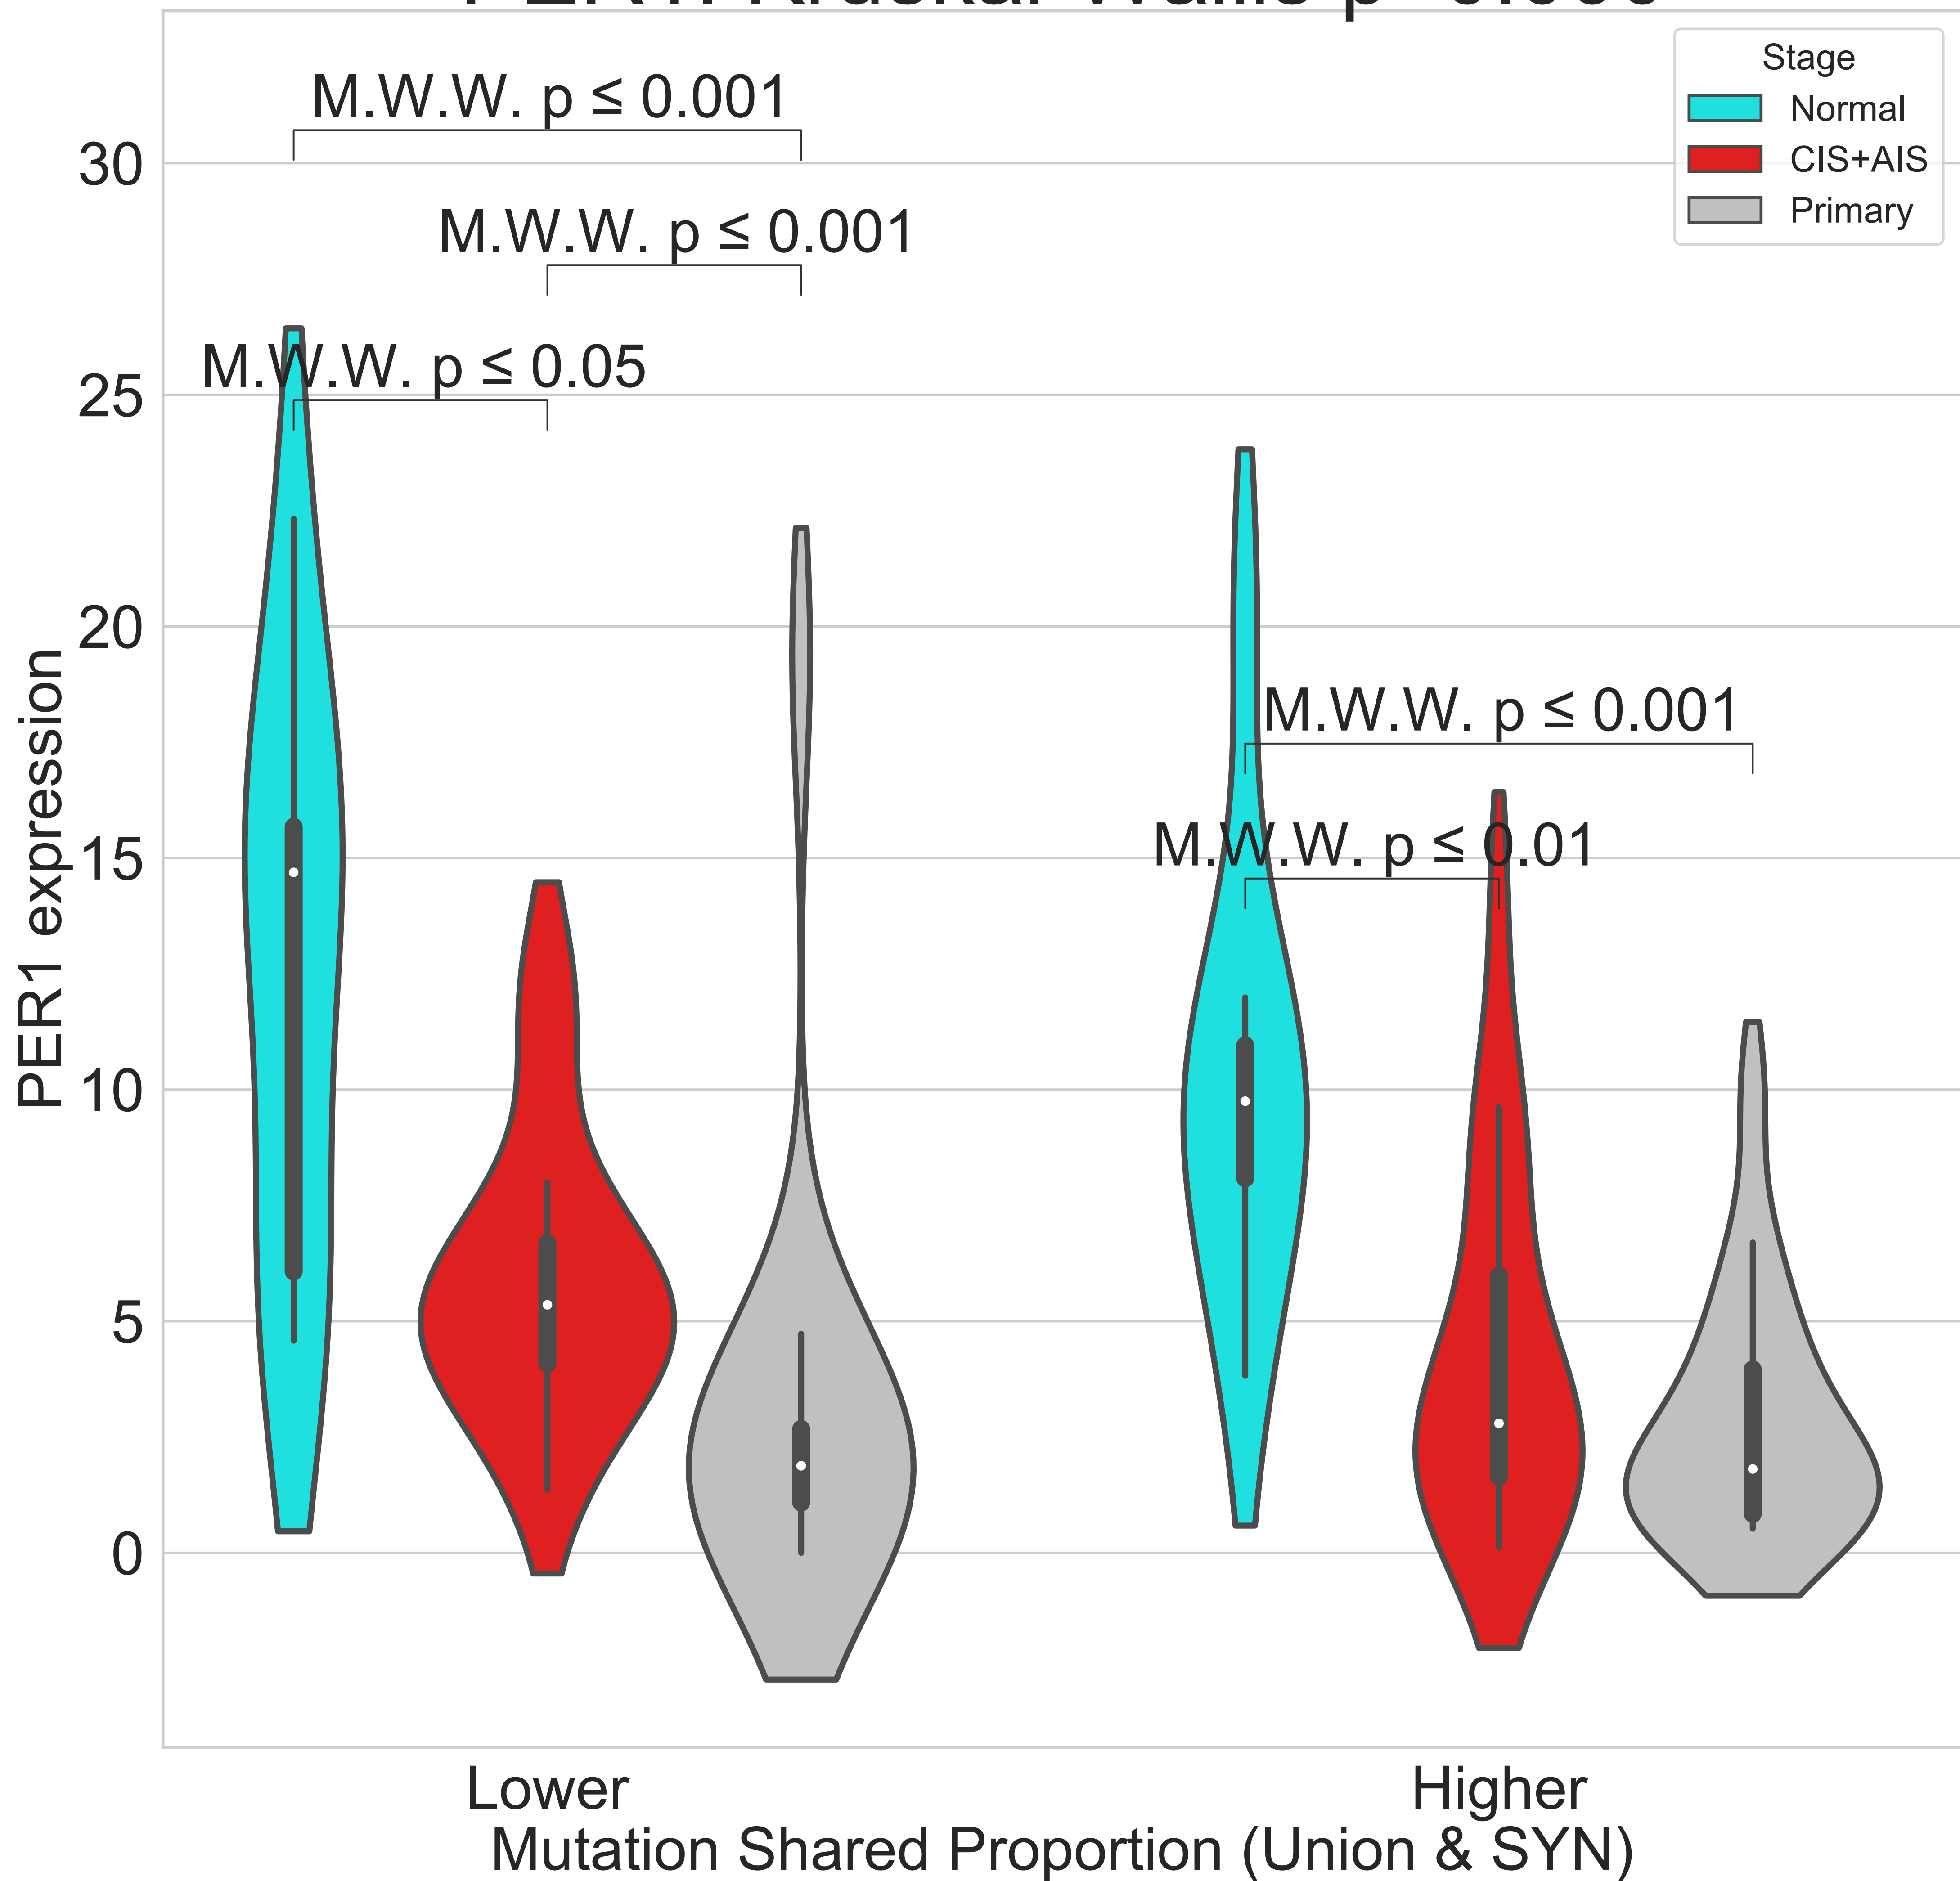 Stage
Normal
CIS+AIS
Primary
M.W.W. p ≤ 0.001
M.W.W. p ≤ 0.001
M.W.W. p ≤ 0.05
M.W.W. p ≤ 0.001
M.W.W. p ≤ 0.01
30
25
20
15
10
5
0
PER1 expression
Lower
Higher
Mutation Shared Proportion (Union & SYN)